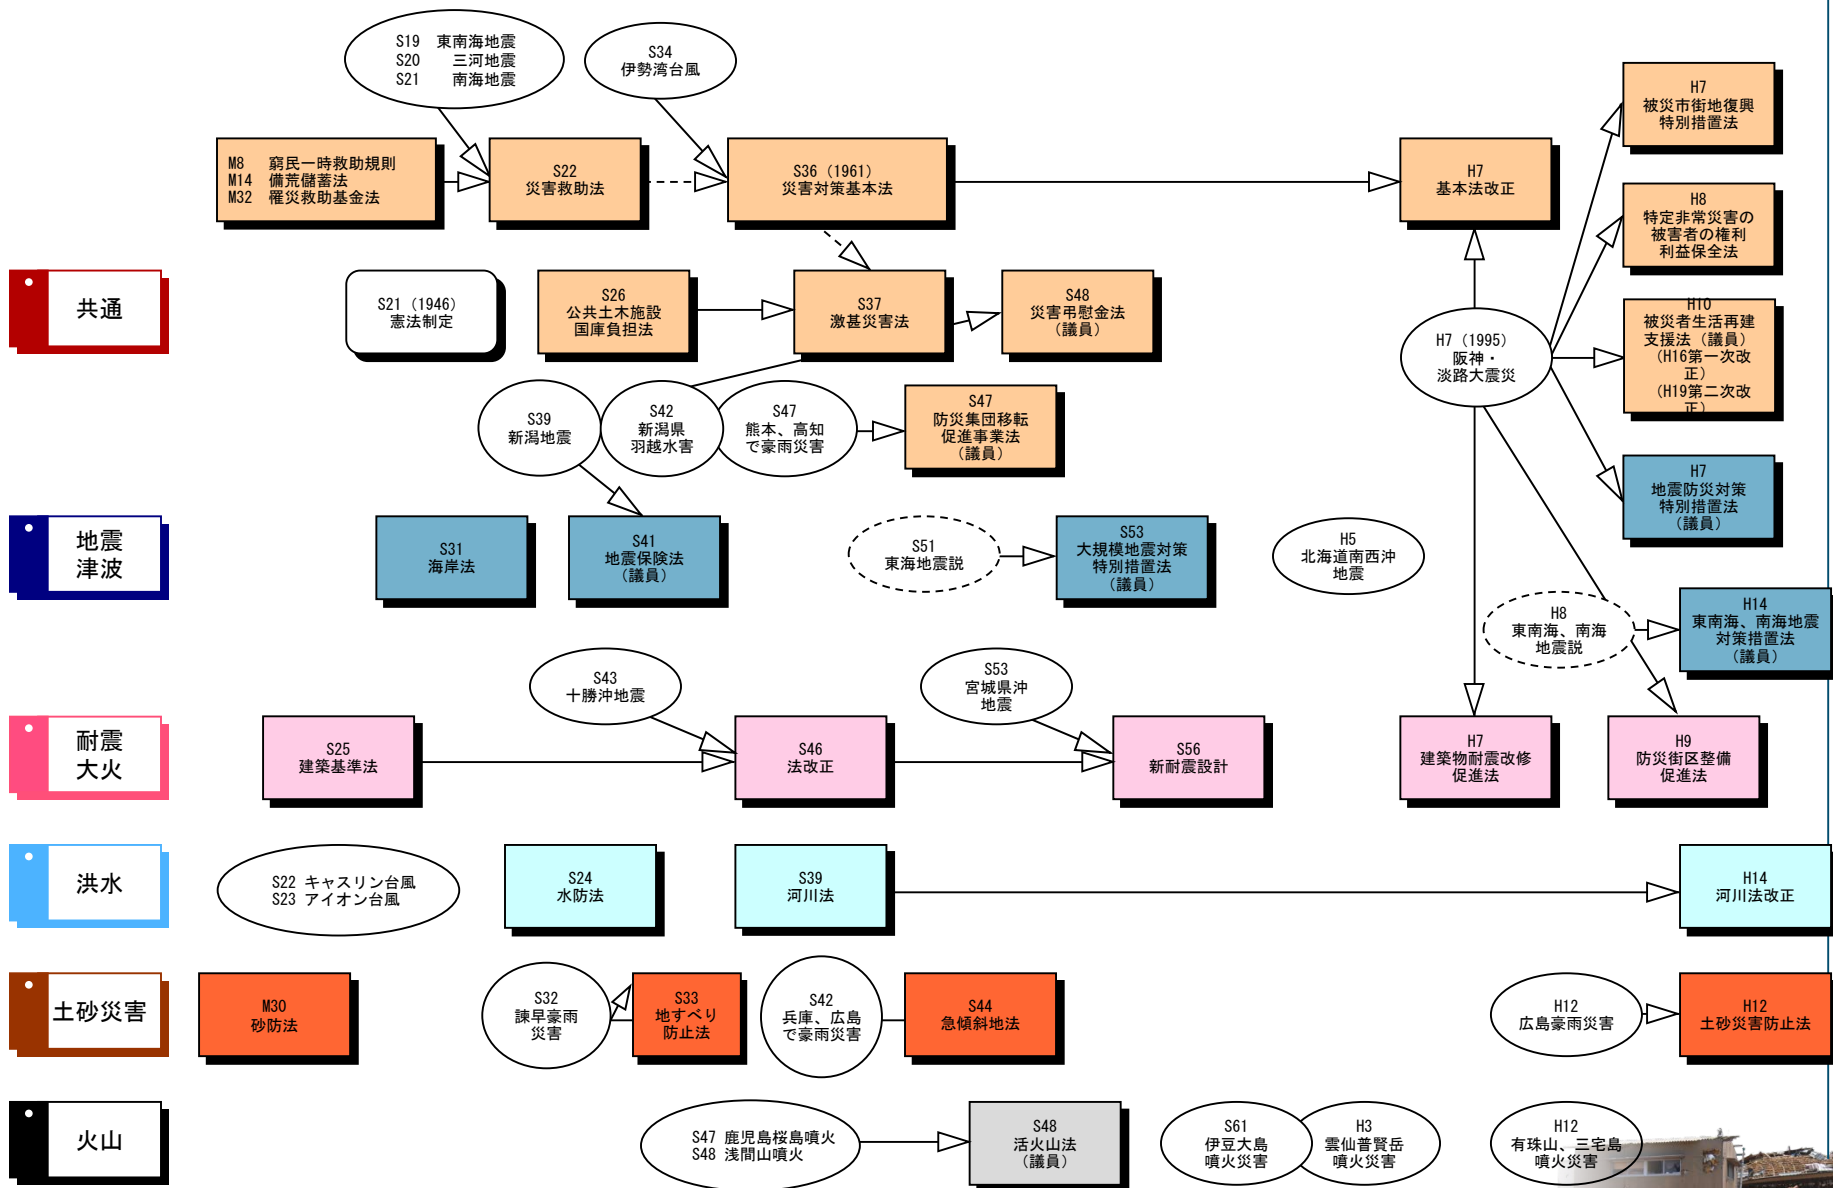 S19 東南海地震
S20 三河地震
S21 南海地震
S34
伊勢湾台風
H7
被災市街地復興
特別措置法
M8 窮民一時救助規則
M14 備荒儲蓄法
M32 罹災救助基金法
S22
災害救助法
S36 (1961)
災害対策基本法
H7
基本法改正
H8
特定非常災害の
被害者の権利
利益保全法
共通
S21 (1946)
憲法制定
S26
公共土木施設
国庫負担法
S37
激甚災害法
S48
災害弔慰金法
(議員)
H7 (1995)
阪神・
淡路大震災
H10
被災者生活再建
支援法(議員)
(H16第一次改
正)
(H19第二次改
正)
S39
新潟地震
S42
新潟県
羽越水害
S47
熊本、高知
で豪雨災害
S47
防災集団移転
促進事業法
(議員)
H7
地震防災対策
特別措置法
(議員)
地震
津波
S31
海岸法
S41
地震保険法
(議員)
S51
東海地震説
S53
大規模地震対策
特別措置法
(議員)
H5
北海道南西沖
地震
H8
東南海、南海
地震説
H14
東南海、南海地震
対策措置法
(議員)
S43
十勝沖地震
S53
宮城県沖
地震
耐震
大火
S25
建築基準法
S46
法改正
S56
新耐震設計
H7
建築物耐震改修
促進法
H9
防災街区整備
促進法
洪水
S22 キャスリン台風
S23 アイオン台風
S24
水防法
S39
河川法
H14
河川法改正
土砂災害
M30
砂防法
S32
諫早豪雨
災害
S33
地すべり
防止法
S42
兵庫、広島
で豪雨災害
S44
急傾斜地法
H12
広島豪雨災害
H12
土砂災害防止法
火山
S47 鹿児島桜島噴火
S48 浅間山噴火
S48
活火山法
(議員)
S61
伊豆大島
噴火災害
H3
雲仙普賢岳
噴火災害
H12
有珠山、三宅島
噴火災害